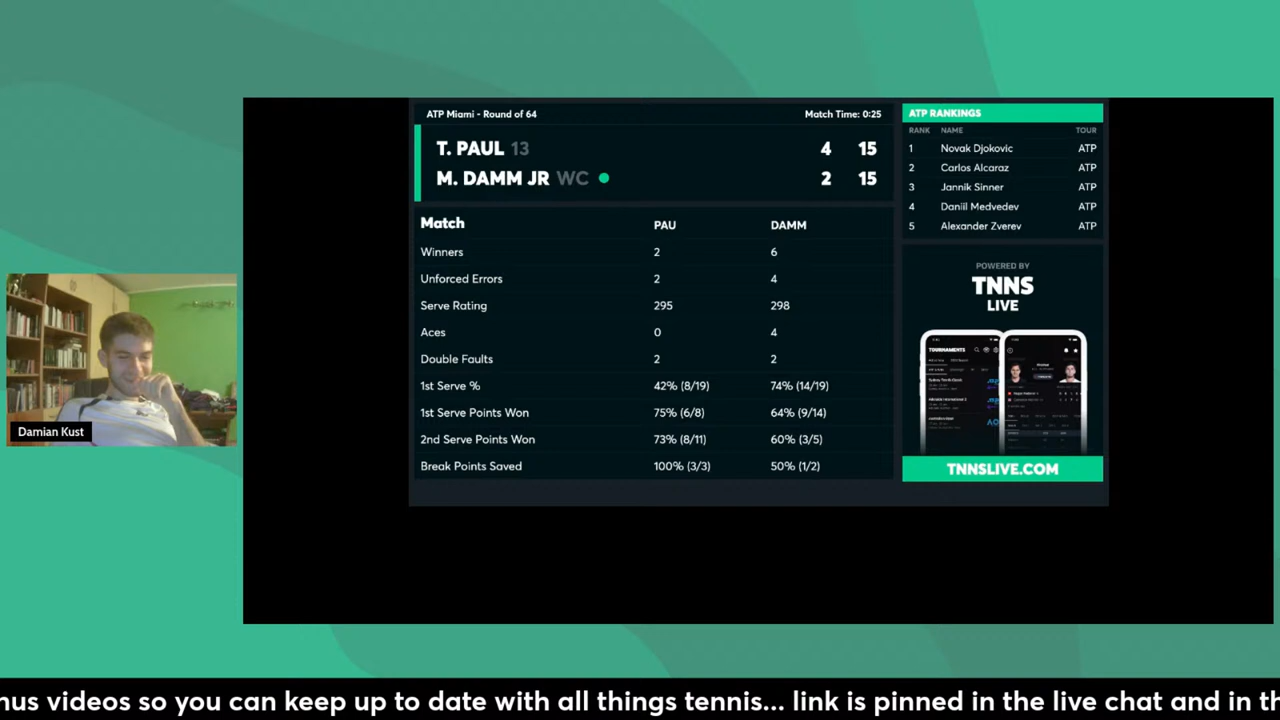 ATP Miami - Round of 64
Match Time: 0:25
T. PAUL 13 4 15
M. DAMM JR WC 2 15
Match PAU DAMM
Winners 2 6
Unforced Errors 2 4
Serve Rating 295 298
Aces 0 4
Double Faults 2 2
1st Serve % 42% (8/19) 74% (14/19)
1st Serve Points Won 75% (6/8) 64% (9/14)
2nd Serve Points Won 73% (8/11) 60% (3/5)
Break Points Saved 100% (3/3) 50% (1/2)
ATP RANKINGS
RANK NAME TOUR
1 Novak Djokovic ATP
2 Carlos Alcaraz ATP
3 Jannik Sinner ATP
4 Daniil Medvedev ATP
5 Alexander Zverev ATP
POWERED BY
TNNS
LIVE
TOURNAMENTS
TNNSLIVE.COM
Damian Kust
nus videos so you can keep up to date with all things tennis... link is pinned in the live chat and in th